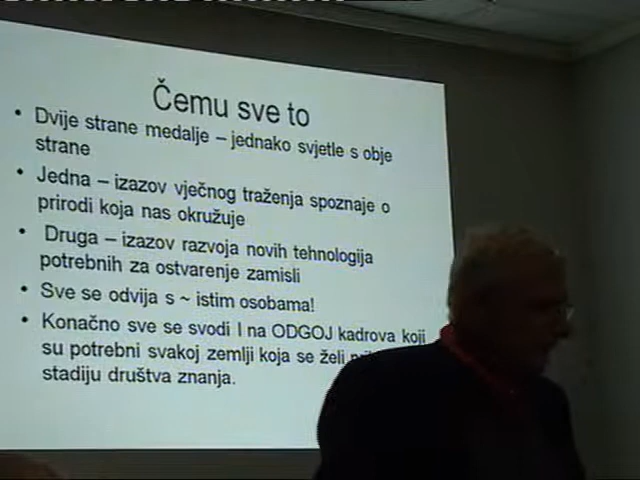 Čemu sve to
• Dvije strane medalje – jednako svjetle s obje
strane
• Jedna – izazov vječnog traženja spoznaje o
prirodi koja nas okružuje
• Druga – izazov razvoja novih tehnologija
potrebnih za ostvarenje zamisli
• Sve se odvija s ~ istim osobama!
• Konačno sve se svodi I na ODGOJ kadrova koji
su potrebni svakoj zemlji koja se želi
stadiju društva znanja.